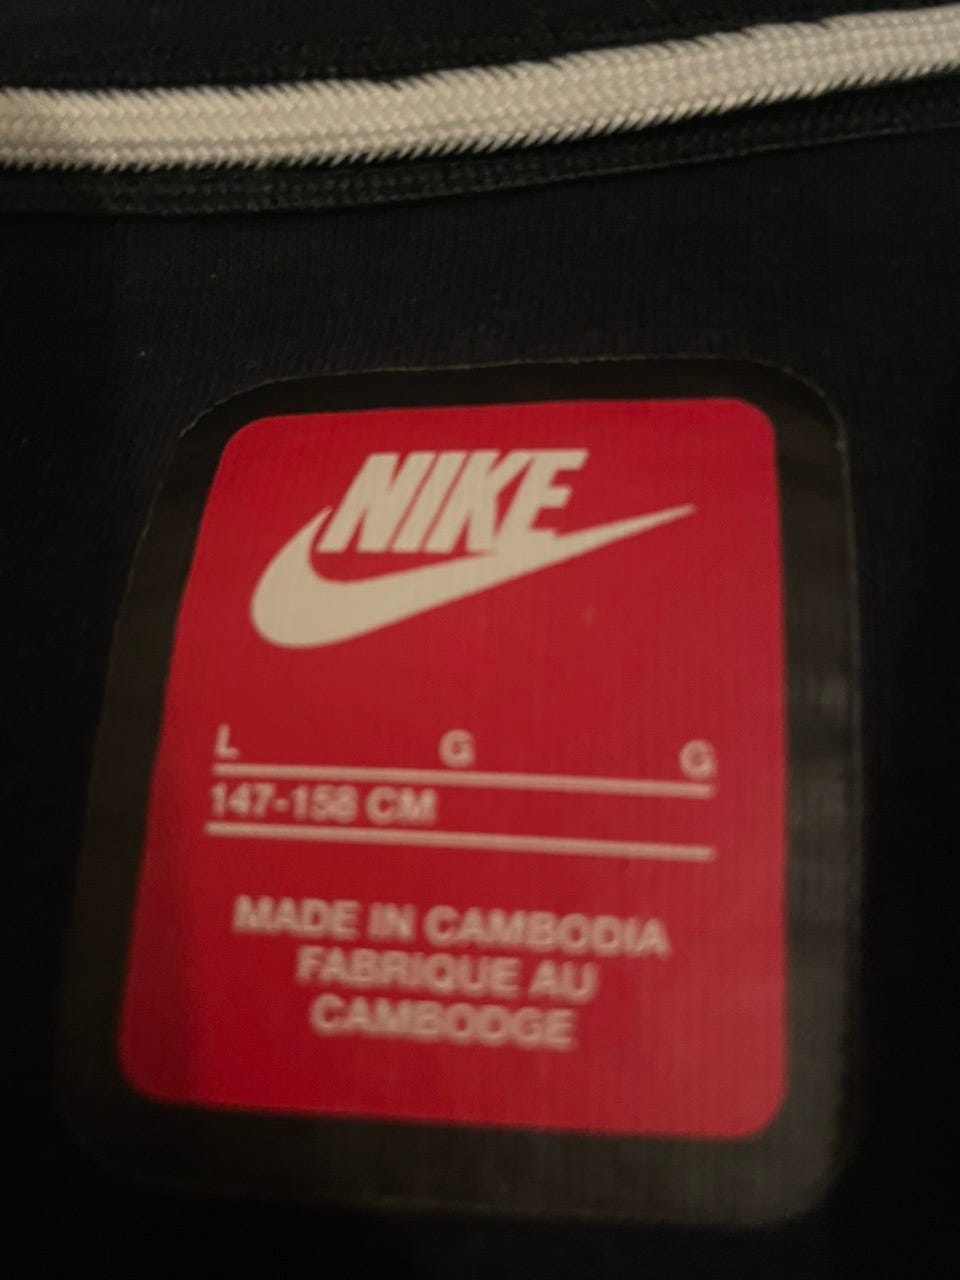 NIKE
L G G
147-158 CM
MADE IN CAMBODIA
FABRIQUE AU
CAMBODGE